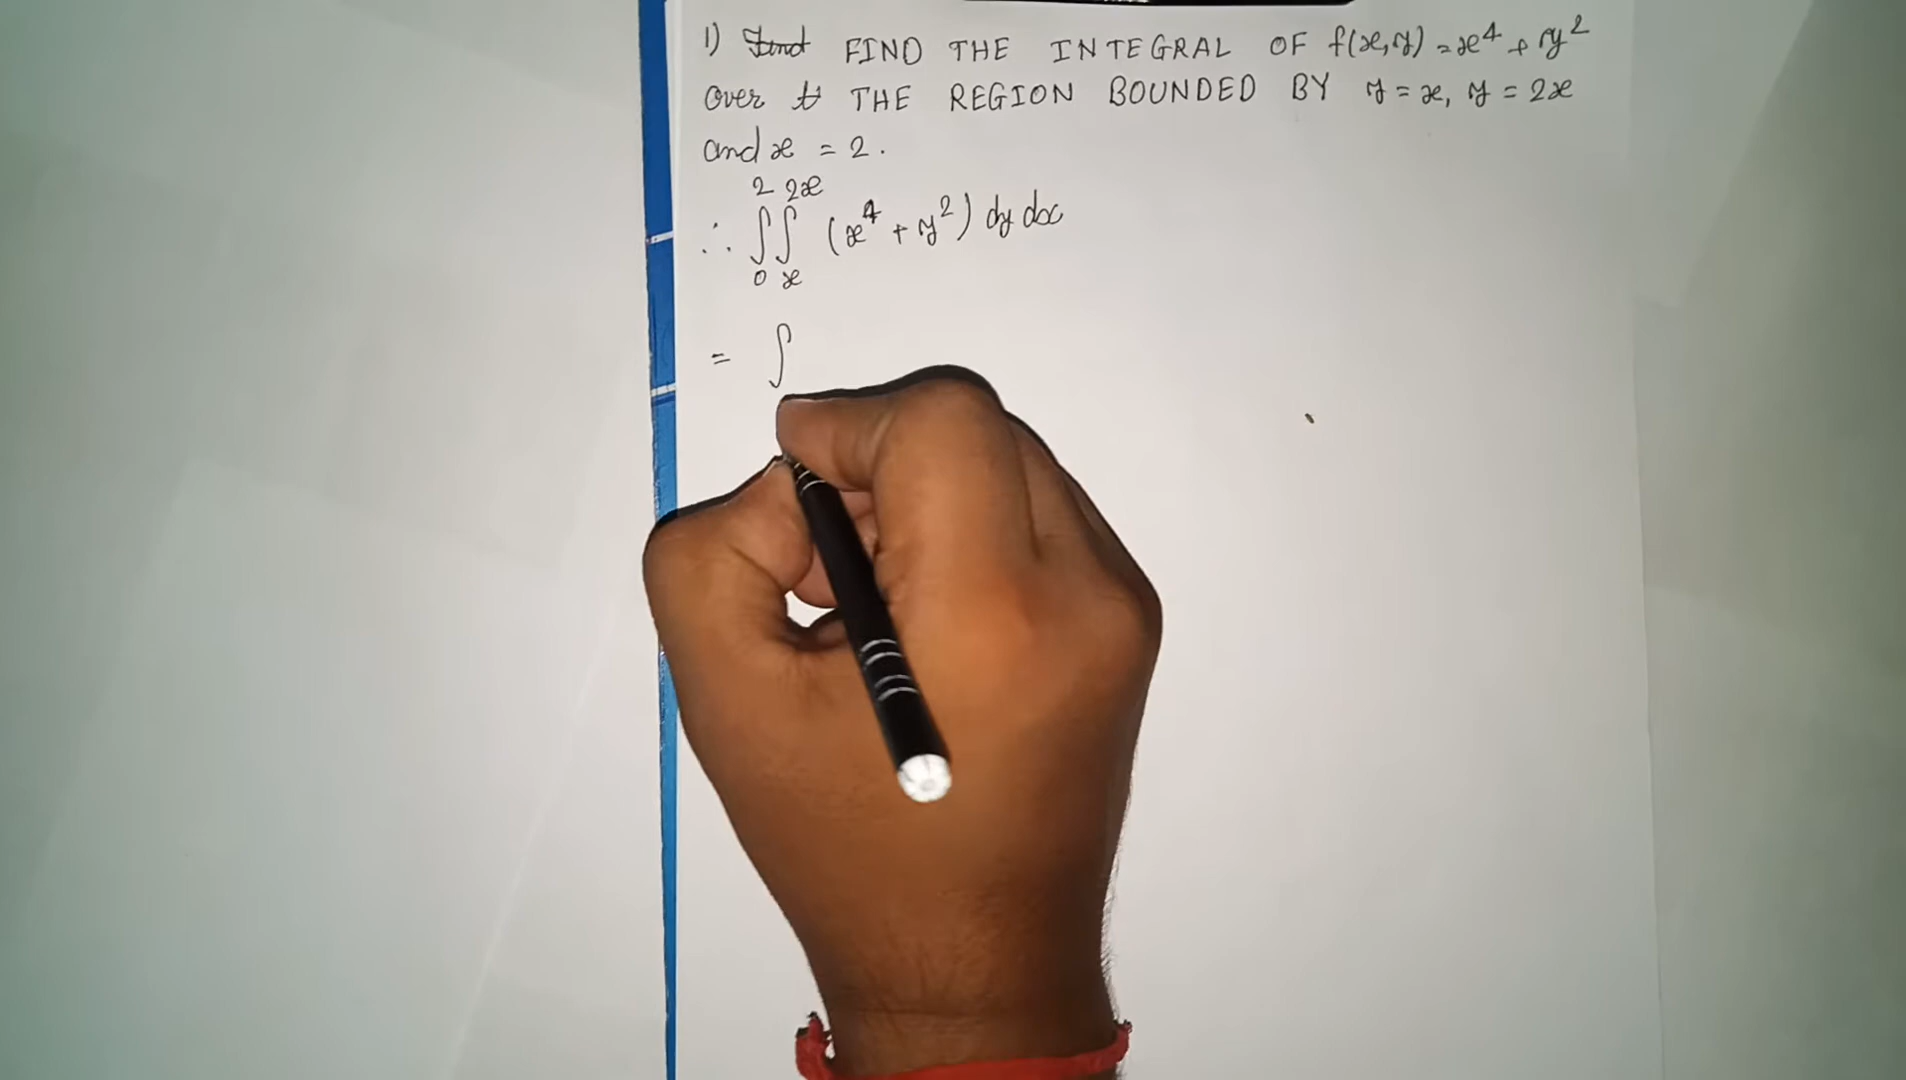 1) Find FIND THE INTEGRAL OF f(x,y) = x⁴ + y²
over th THE REGION BOUNDED BY y = x, y = 2x
and x = 2.
2 2x
∴ ∫∫ (x⁴ + y²) dy dx
0 x
= ∫